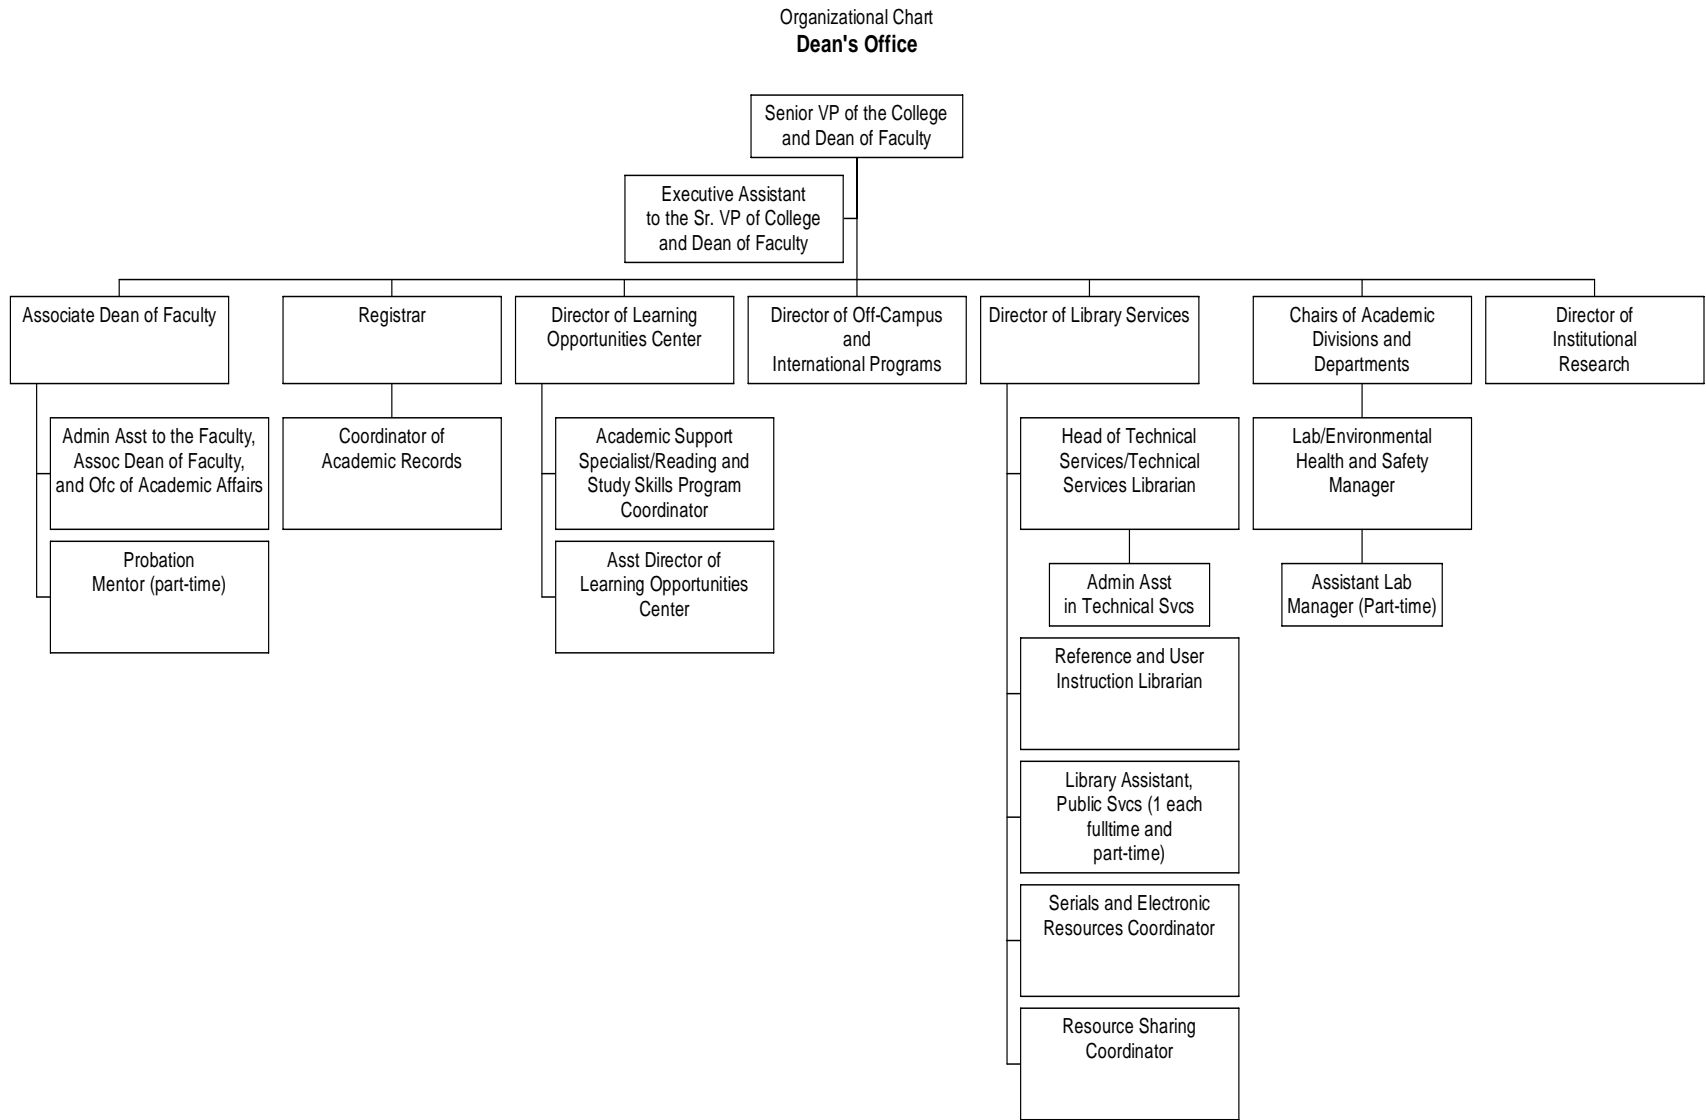 Organizational Chart
Dean's Office
Senior VP of the College
and Dean of Faculty
Executive Assistant
to the Sr. VP of College
and Dean of Faculty
Associate Dean of Faculty
Registrar
Director of Learning
Opportunities Center
Director of Off-Campus
and
International Programs
Director of Library Services
Chairs of Academic
Divisions and
Departments
Director of
Institutional
Research
Admin Asst to the Faculty,
Assoc Dean of Faculty,
and Ofc of Academic Affairs
Coordinator of
Academic Records
Academic Support
Specialist/Reading and
Study Skills Program
Coordinator
Head of Technical
Services/Technical
Services Librarian
Lab/Environmental
Health and Safety
Manager
Probation
Mentor (part-time)
Asst Director of
Learning Opportunities
Center
Admin Asst
in Technical Svcs
Assistant Lab
Manager (Part-time)
Reference and User
Instruction Librarian
Library Assistant,
Public Svcs (1 each
fulltime and
part-time)
Serials and Electronic
Resources Coordinator
Resource Sharing
Coordinator